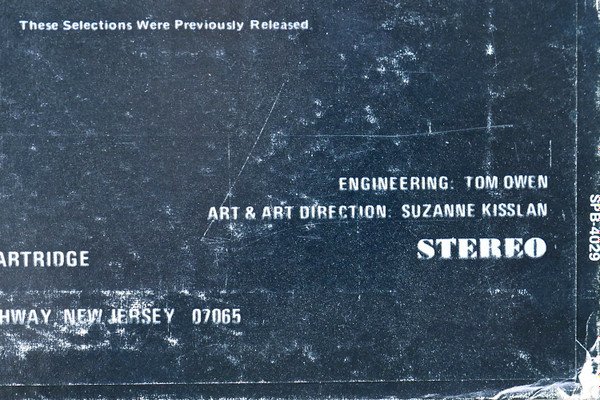 These Selections Were Previously Released.
ENGINEERING: TOM OWEN
ART & ART DIRECTION: SUZANNE KISSLAN
STEREO
ARTRIDGE
HWAY NEW JERSEY 07065
SPB-4029